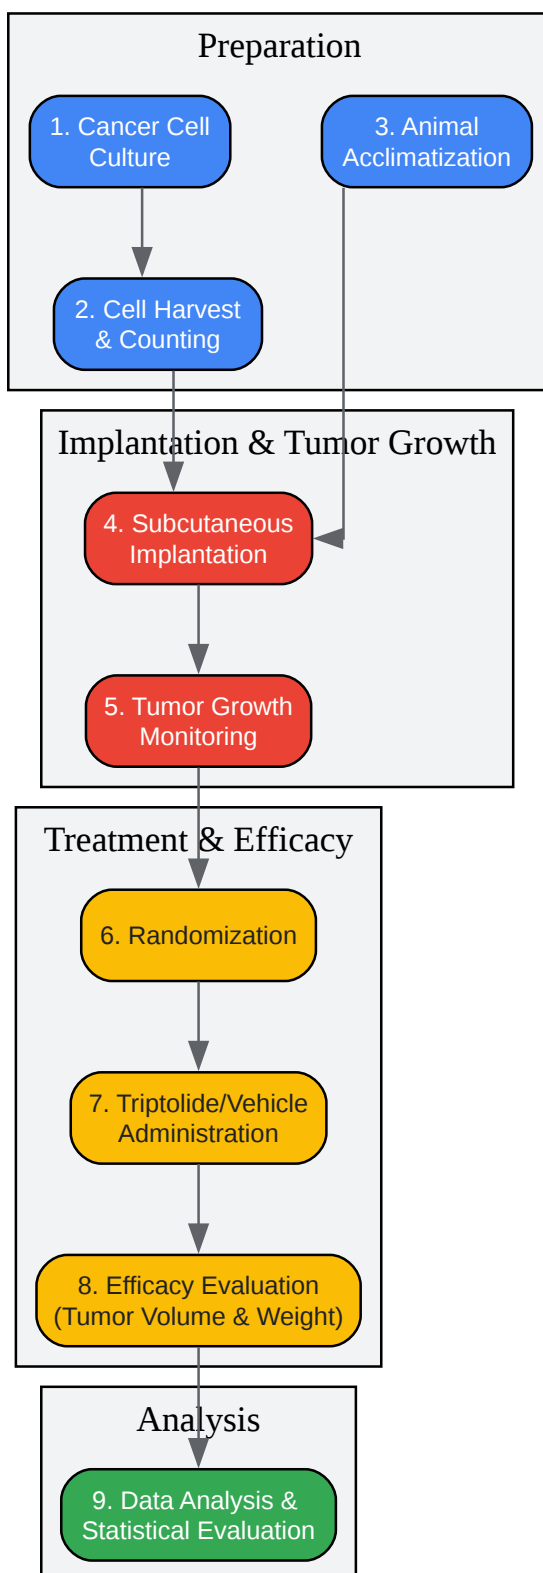 Preparation
1. Cancer Cell
Culture
3. Animal
Acclimatization
2. Cell Harvest
& Counting
Implantation & Tumor Growth
4. Subcutaneous
Implantation
5. Tumor Growth
Monitoring
Treatment & Efficacy
6. Randomization
7. Triptolide/Vehicle
Administration
8. Efficacy Evaluation
(Tumor Volume & Weight)
Analysis
9. Data Analysis &
Statistical Evaluation